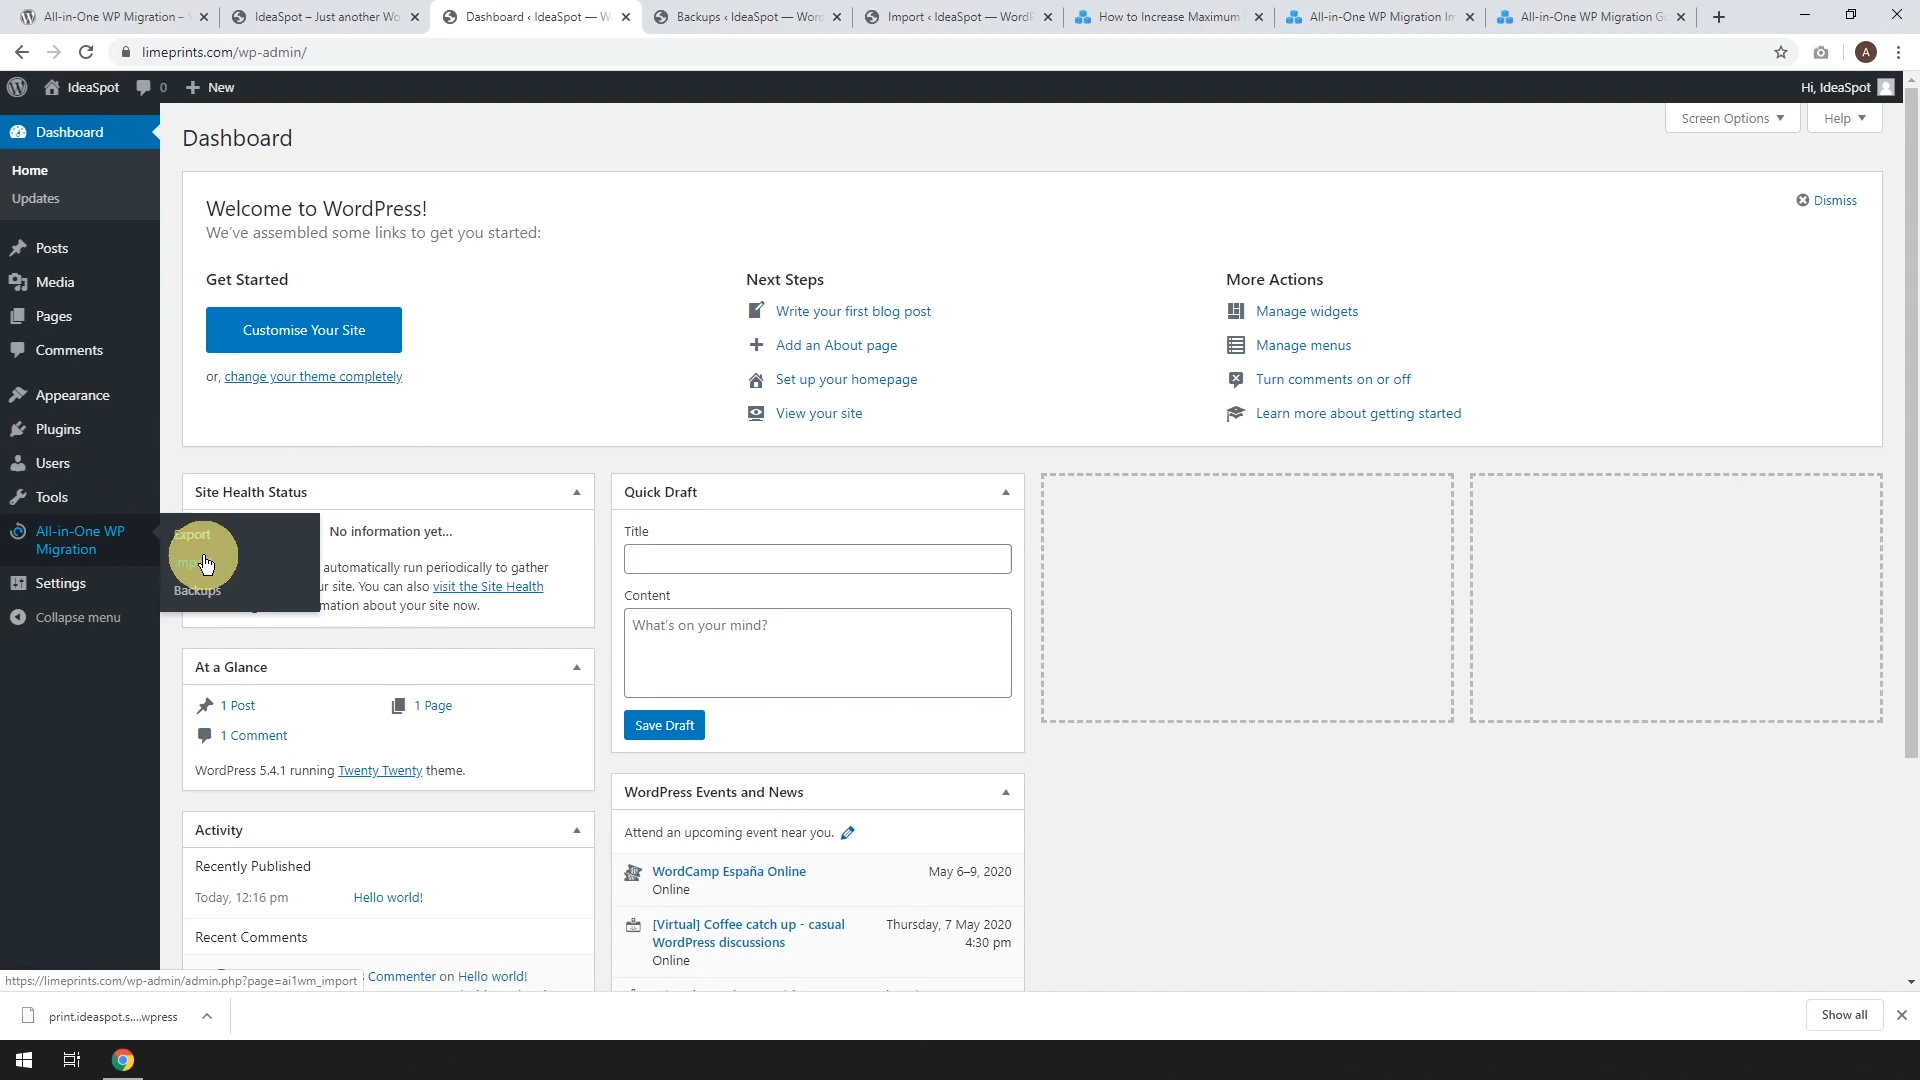 All-in-One WP Migration –
IdeaSpot – Just another Wo
Dashboard ‹ IdeaSpot — W
Backups ‹ IdeaSpot — Wor
Import ‹ IdeaSpot — WordP
How to Increase Maximum
All-in-One WP Migration Im
All-in-One WP Migration Go
limeprints.com/wp-admin/
A
IdeaSpot
0
New
Hi, IdeaSpot
Dashboard
Home
Updates
Posts
Media
Pages
Comments
Appearance
Plugins
Users
Tools
All-in-One WP
Migration
Settings
Collapse menu
Export
Backups
Dashboard
Screen Options
Help
Welcome to WordPress!
We've assembled some links to get you started:
Dismiss
Get Started
Customise Your Site
or, change your theme completely
Next Steps
Write your first blog post
Add an About page
Set up your homepage
View your site
More Actions
Manage widgets
Manage menus
Turn comments on or off
Learn more about getting started
Site Health Status
No information yet...
automatically run periodically to gather
site. You can also visit the Site Health
about your site now.
At a Glance
1 Post
1 Page
1 Comment
WordPress 5.4.1 running Twenty Twenty theme.
Activity
Recently Published
Today, 12:16 pm
Hello world!
Recent Comments
Commenter on Hello world!
Quick Draft
Title
Content
What's on your mind?
Save Draft
WordPress Events and News
Attend an upcoming event near you.
WordCamp España Online
May 6–9, 2020
Online
[Virtual] Coffee catch up - casual
WordPress discussions
Thursday, 7 May 2020
4:30 pm
Online
https://limeprints.com/wp-admin/admin.php?page=ai1wm_import
print.ideaspot.s....wpress
Show all